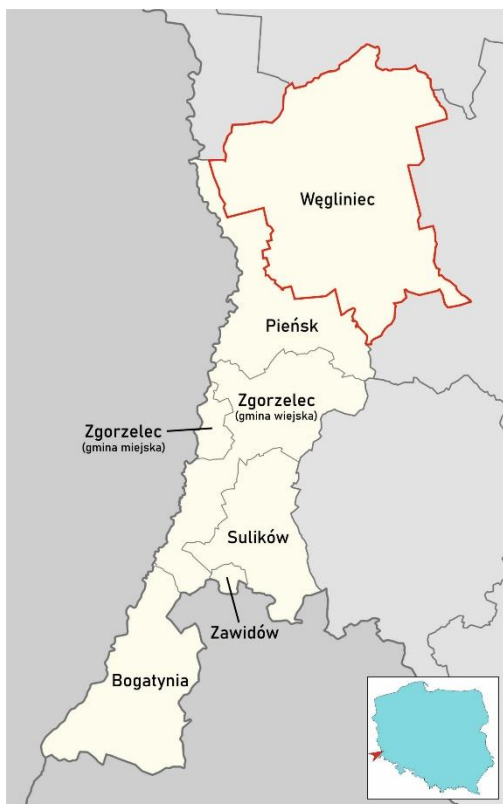 Węgliniec
Pieńsk
Zgorzelec
(gmina wiejska)
Zgorzelec
(gmina miejska)
Sulików
Zawidów
Bogatynia